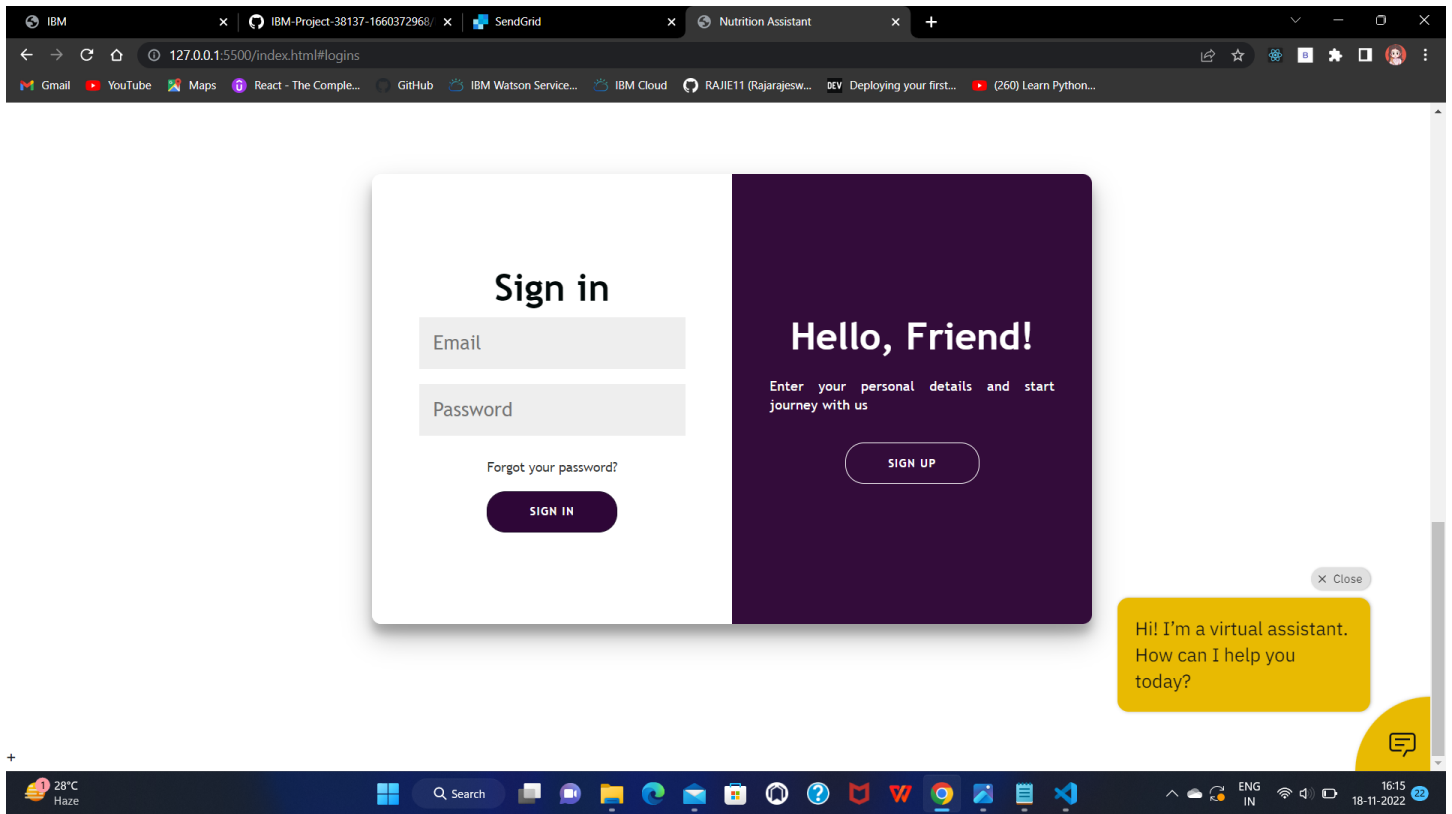 IBM
IBM-Project-38137-1660372968/
SendGrid
Nutrition Assistant
127.0.0.1:5500/index.html#logins
B
Gmail
YouTube
Maps
React - The Comple...
GitHub
IBM Watson Service...
IBM Cloud
RAJIE11 (Rajarajesw...
DEV
Deploying your first...
(260) Learn Python...
Sign in
Email
Password
Forgot your password?
SIGN IN
Hello, Friend!
Enter your personal details and start
journey with us
SIGN UP
Close
Hi! I'm a virtual assistant.
How can I help you
today?
+
1
28°C
Haze
Search
ENG
IN
16:15
18-11-2022
22